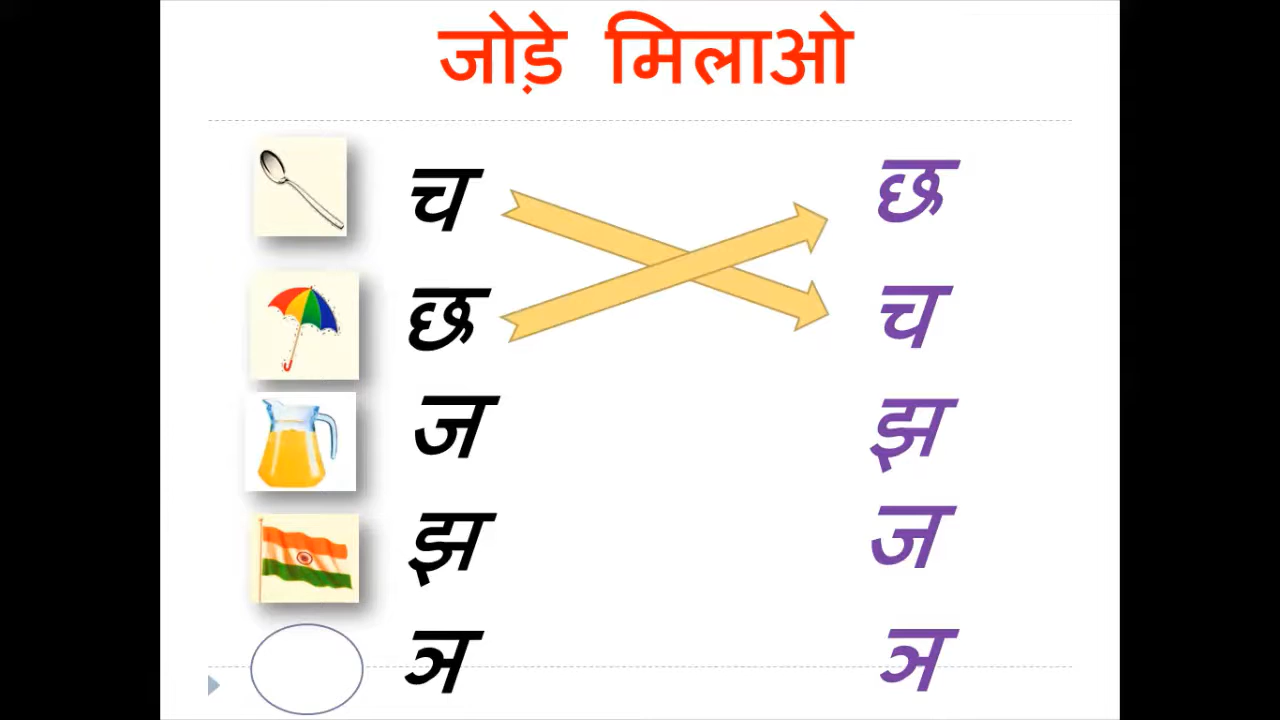 जोड़े मिलाओ
च छ
छ च
ज झ
झ ज
ञ ञ